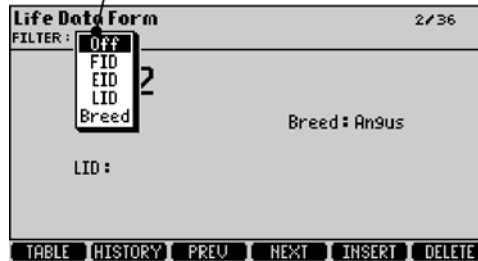 Life Data Form 2/36
FILTER:
Off
FID
EID 2
LID
Breed
Breed: Angus
LID:
TABLE HISTORY PREV NEXT INSERT DELETE